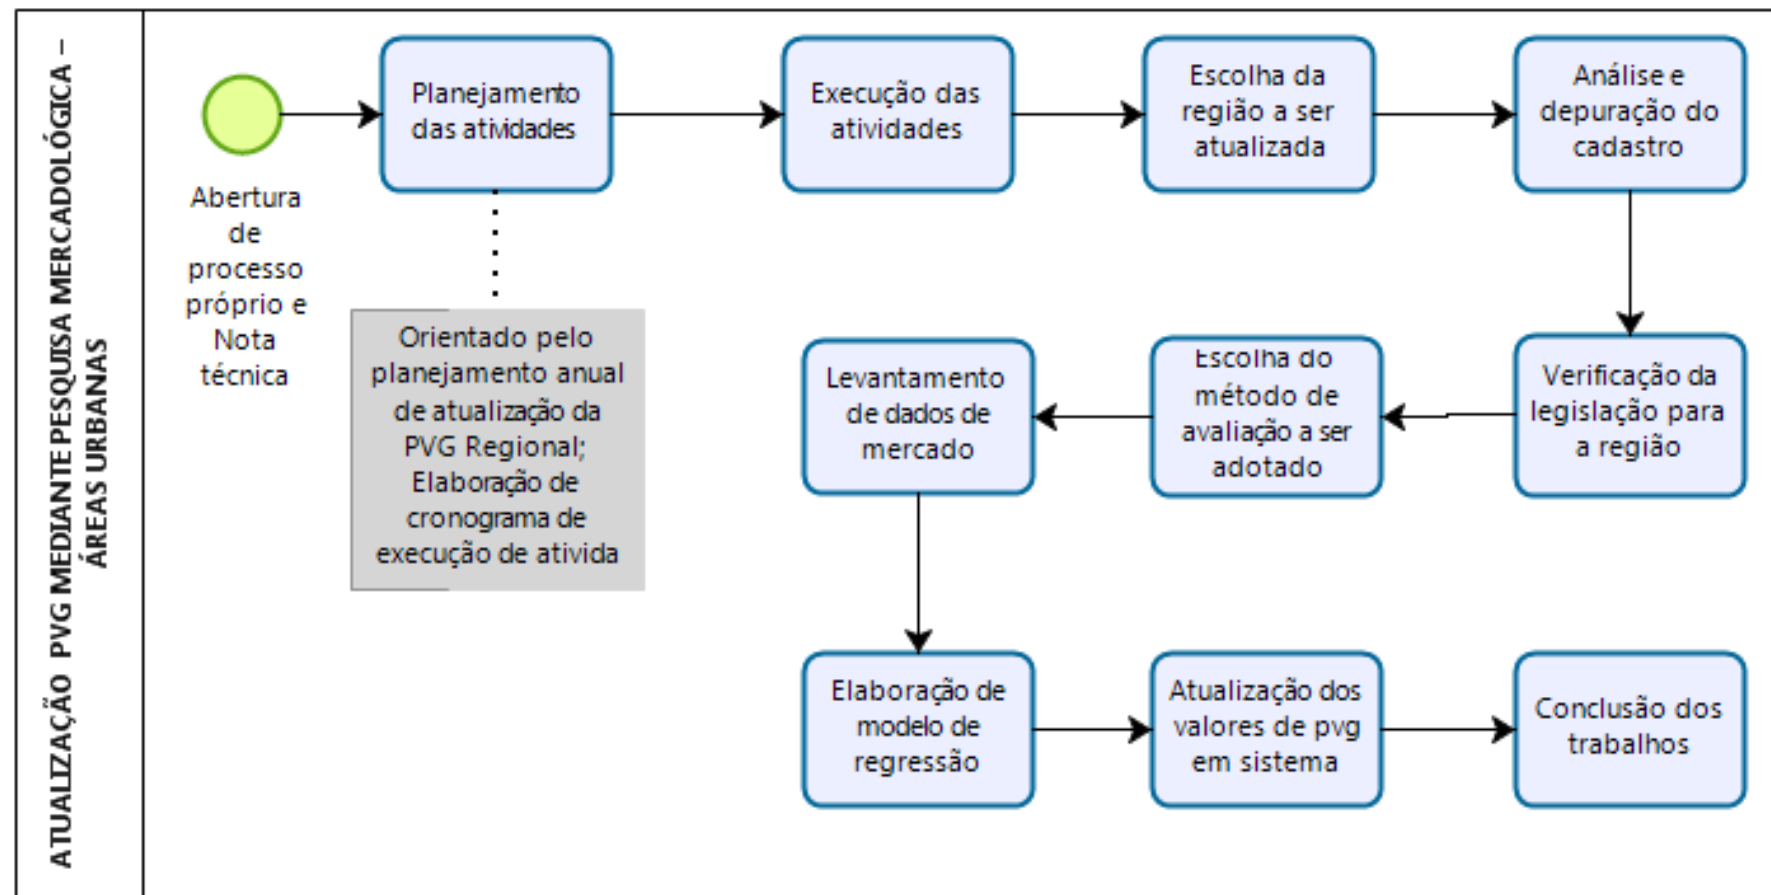 ATUALIZAÇÃO PVG MEDIANTE PESQUISA MERCADOLÓGICA –
ÁREAS URBANAS
Abertura
de
processo
próprio e
Nota
técnica
Planejamento
das atividades
Orientado pelo
planejamento anual
de atualização da
PVG Regional;
Elaboração de
cronograma de
execução de ativida
Execução das
atividades
Escolha da
região a ser
atualizada
Análise e
depuração do
cadastro
Verificação da
legislação para
a região
Escolha do
método de
avaliação a ser
adotado
Levantamento
de dados de
mercado
Elaboração de
modelo de
regressão
Atualização dos
valores de pvg
em sistema
Conclusão dos
trabalhos